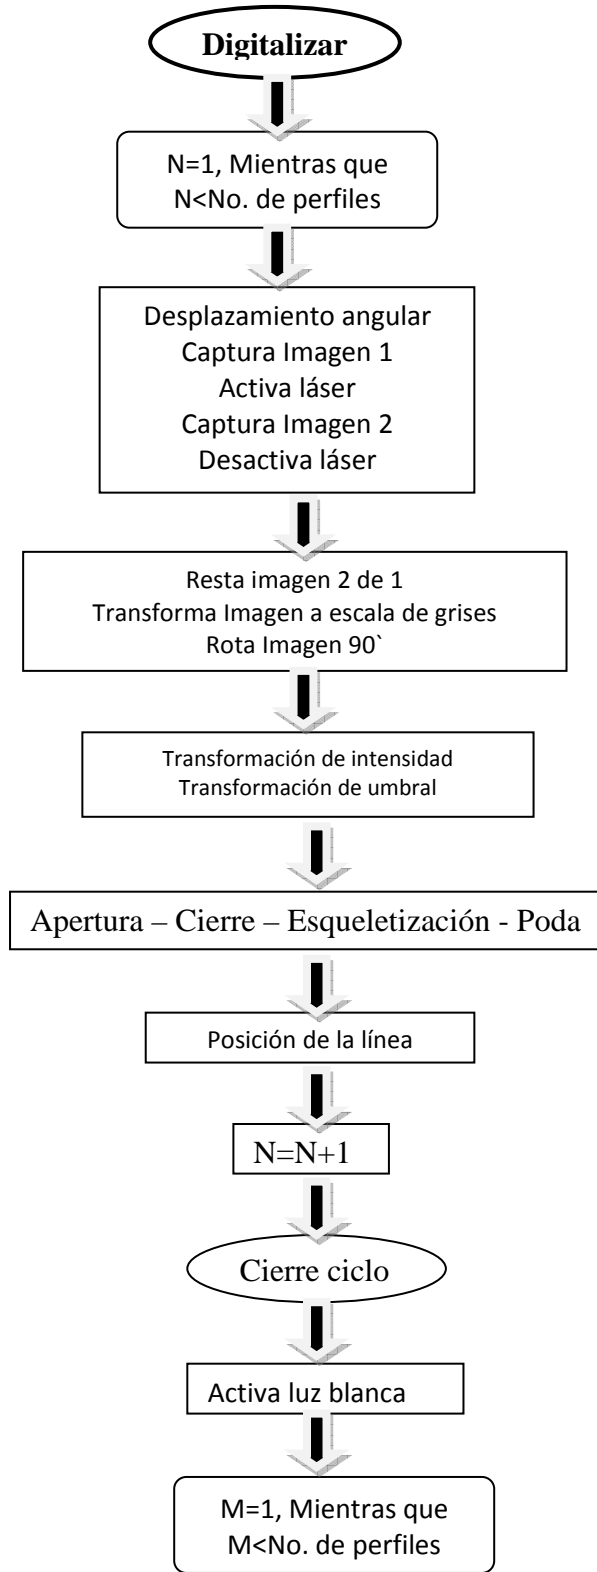 Digitalizar
N=1, Mientras que
N<No. de perfiles
Desplazamiento angular
Captura Imagen 1
Activa láser
Captura Imagen 2
Desactiva láser
Resta imagen 2 de 1
Transforma Imagen a escala de grises
Rota Imagen 90`
Transformación de intensidad
Transformación de umbral
Apertura – Cierre – Esqueletización - Poda
Posición de la línea
N=N+1
Cierre ciclo
Activa luz blanca
M=1, Mientras que
M<No. de perfiles